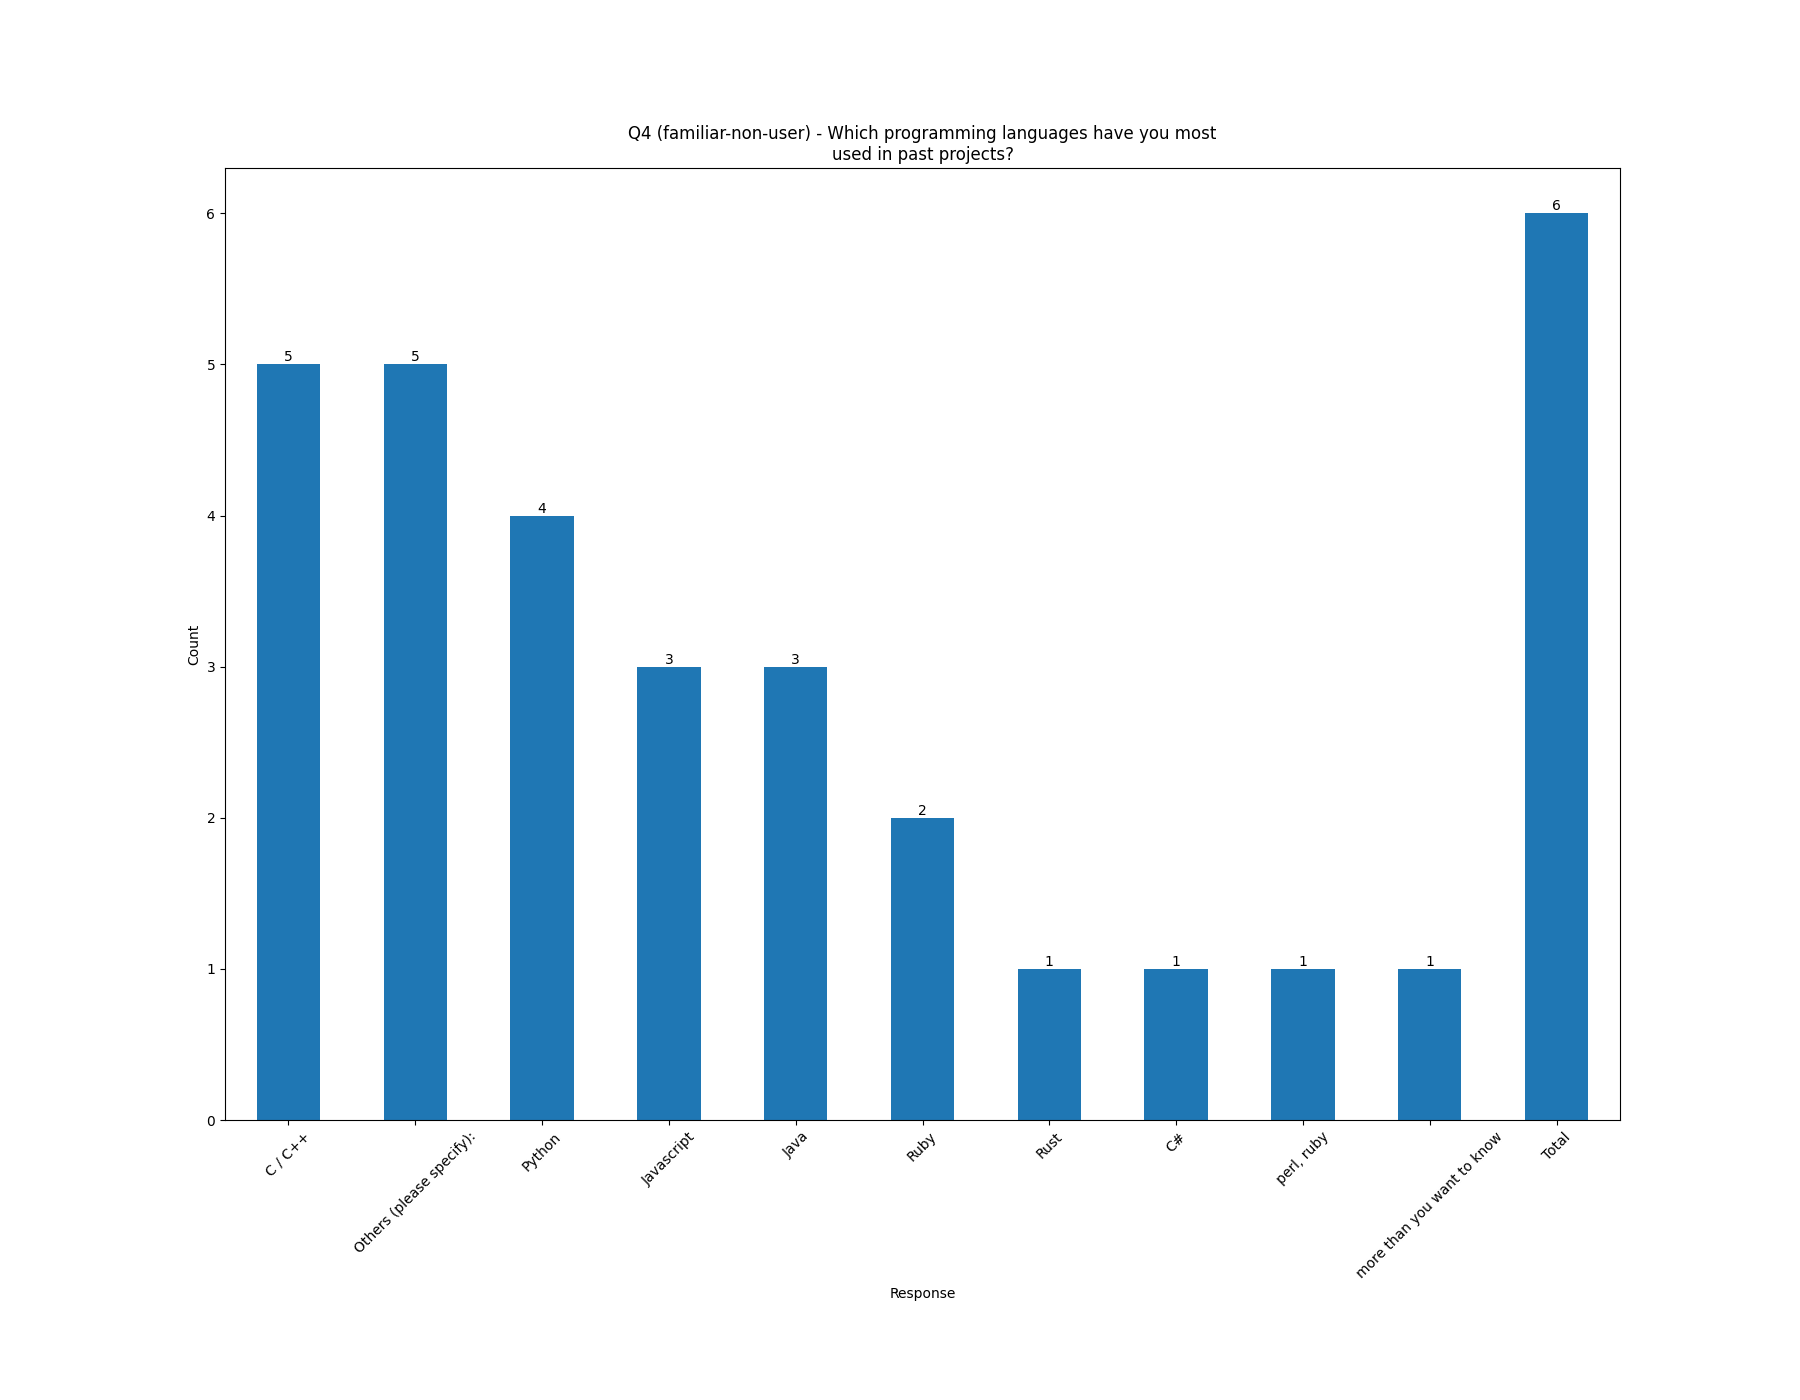 Q4 (familiar-non-user) - Which programming languages have you most
used in past projects?
6
5
4
3
2
1
0
Count
5
5
4
3
3
2
1
1
1
1
6
C / C++
Others (please specify):
Python
Javascript
Java
Ruby
Rust
C#
perl, ruby
more than you want to know
Total
Response